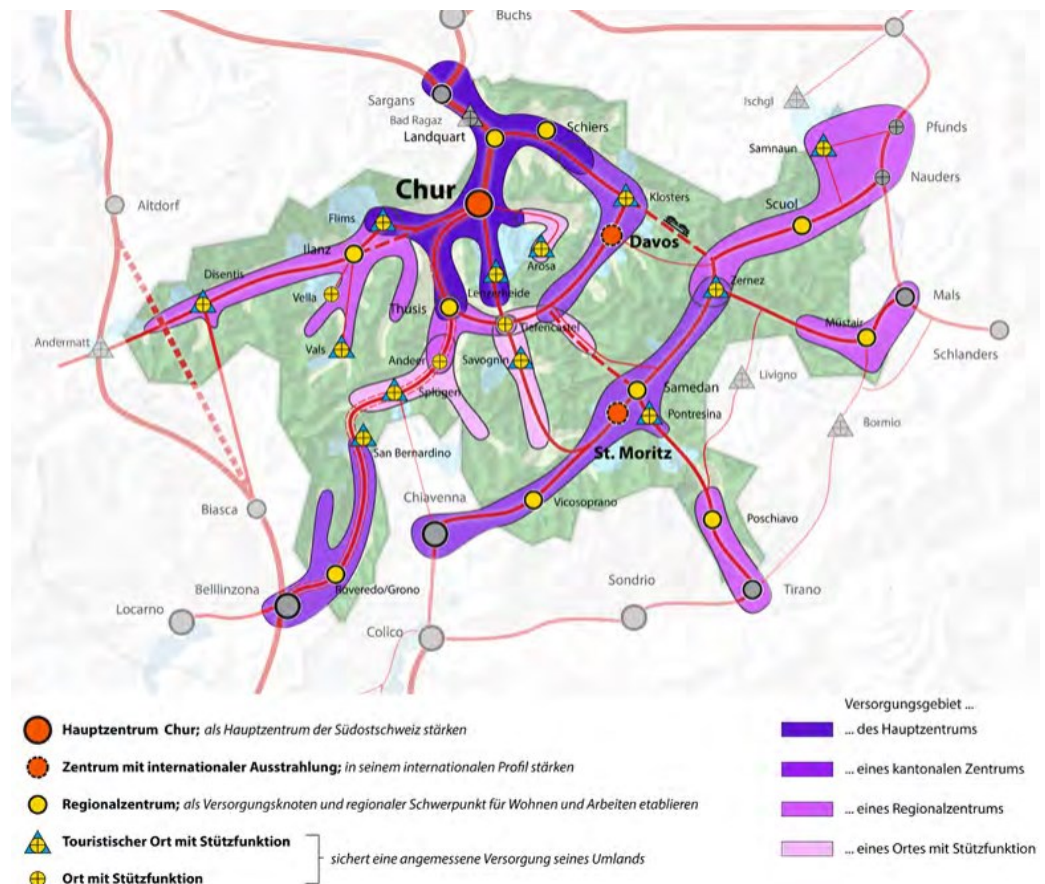 Buchs
Sargans
Bad Ragaz
Landquart
Schiers
Ischgl
Pfunds
Samnaun
Nauders
Chur
Klosters
Altdorf
Flims
Scuol
Davos
Ilanz
Arosa
Disentis
Zernez
Lenzerheide
Vella
Thusis
Mals
Tiefencastel
Müstair
Andermatt
Vals
Andeer
Savognin
Schlanders
Livigno
Samedan
Splügen
Pontresina
Bormio
San Bernardino
St. Moritz
Chiavenna
Vicosoprano
Biasca
Poschiavo
Bellinzona
Roveredo/Grono
Sondrio
Tirano
Locarno
Colico
Hauptzentrum Chur; als Hauptzentrum der Südostschweiz stärken
Zentrum mit internationaler Ausstrahlung; in seinem internationalen Profil stärken
Regionalzentrum; als Versorgungsknoten und regionaler Schwerpunkt für Wohnen und Arbeiten etablieren
Touristischer Ort mit Stützfunktion
sichert eine angemessene Versorgung seines Umlands
Ort mit Stützfunktion
Versorgungsgebiet ...
... des Hauptzentrums
... eines kantonalen Zentrums
... eines Regionalzentrums
... eines Ortes mit Stützfunktion